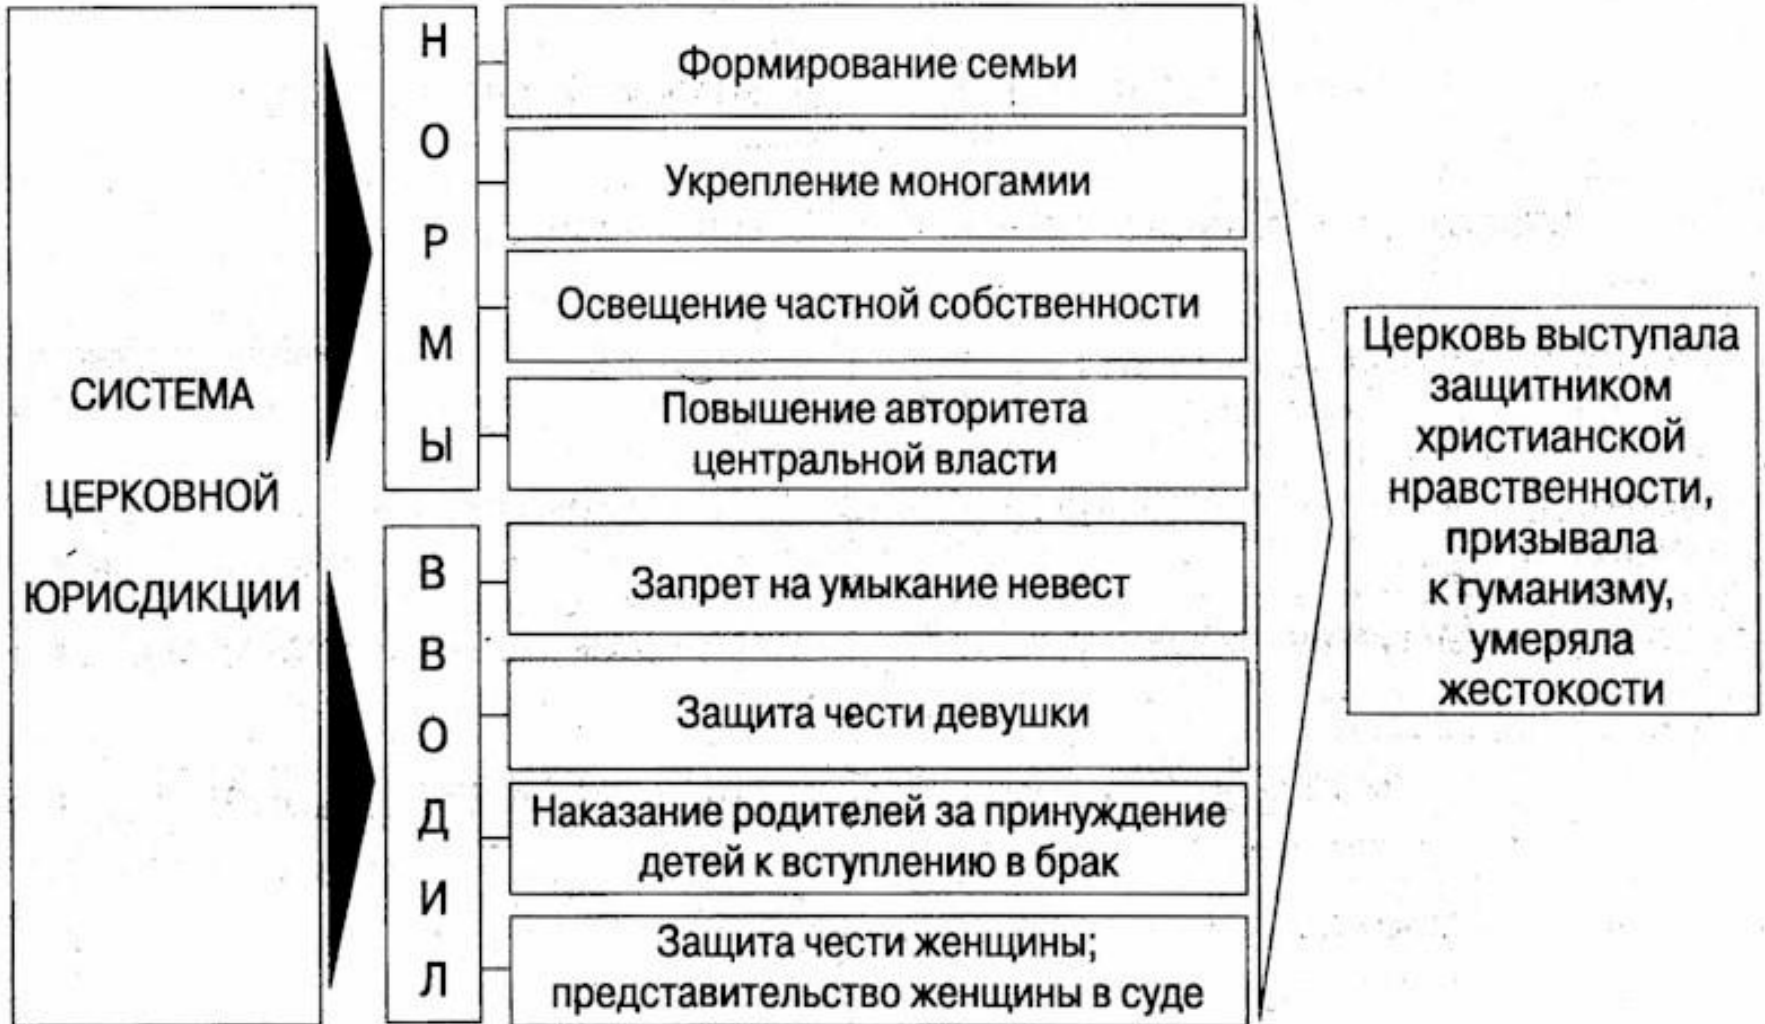 СИСТЕМА
ЦЕРКОВНОЙ
ЮРИСДИКЦИИ
НОРМЫ
Формирование семьи
Укрепление моногамии
Освещение частной собственности
Повышение авторитета
центральной власти
ВВОДИЛ
Запрет на умыкание невест
Защита чести девушки
Наказание родителей за принуждение
детей к вступлению в брак
Защита чести женщины;
представительство женщины в суде
Церковь выступала
защитником
христианской
нравственности,
призывала
к гуманизму,
умеряла
жестокости